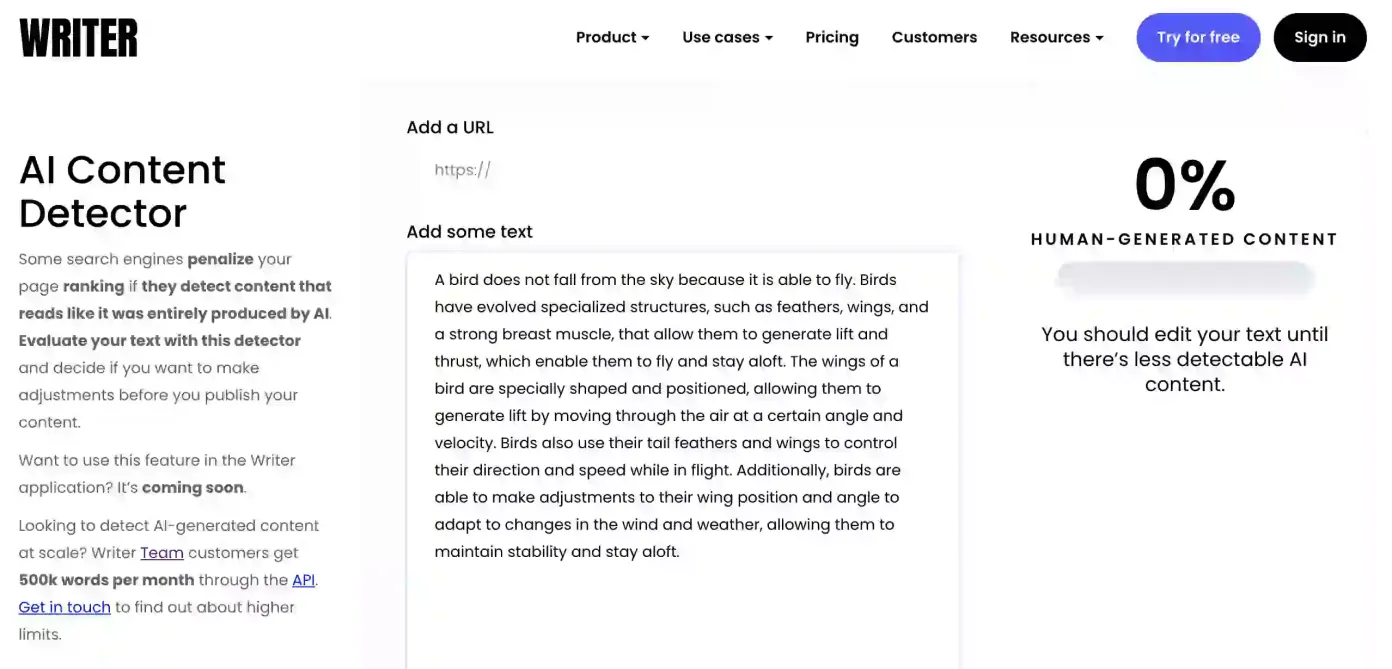 WRITER
Product
Use cases
Pricing
Customers
Resources
Try for free
Sign in
AI Content
Detector
Some search engines penalize your
page ranking if they detect content that
reads like it was entirely produced by AI.
Evaluate your text with this detector
and decide if you want to make
adjustments before you publish your
content.
Want to use this feature in the Writer
application? It's coming soon.
Looking to detect AI-generated content
at scale? Writer Team customers get
500k words per month through the API.
Get in touch to find out about higher
limits.
Add a URL
https://
Add some text
A bird does not fall from the sky because it is able to fly. Birds
have evolved specialized structures, such as feathers, wings, and
a strong breast muscle, that allow them to generate lift and
thrust, which enable them to fly and stay aloft. The wings of a
bird are specially shaped and positioned, allowing them to
generate lift by moving through the air at a certain angle and
velocity. Birds also use their tail feathers and wings to control
their direction and speed while in flight. Additionally, birds are
able to make adjustments to their wing position and angle to
adapt to changes in the wind and weather, allowing them to
maintain stability and stay aloft.
0%
HUMAN-GENERATED CONTENT
You should edit your text until
there's less detectable AI
content.